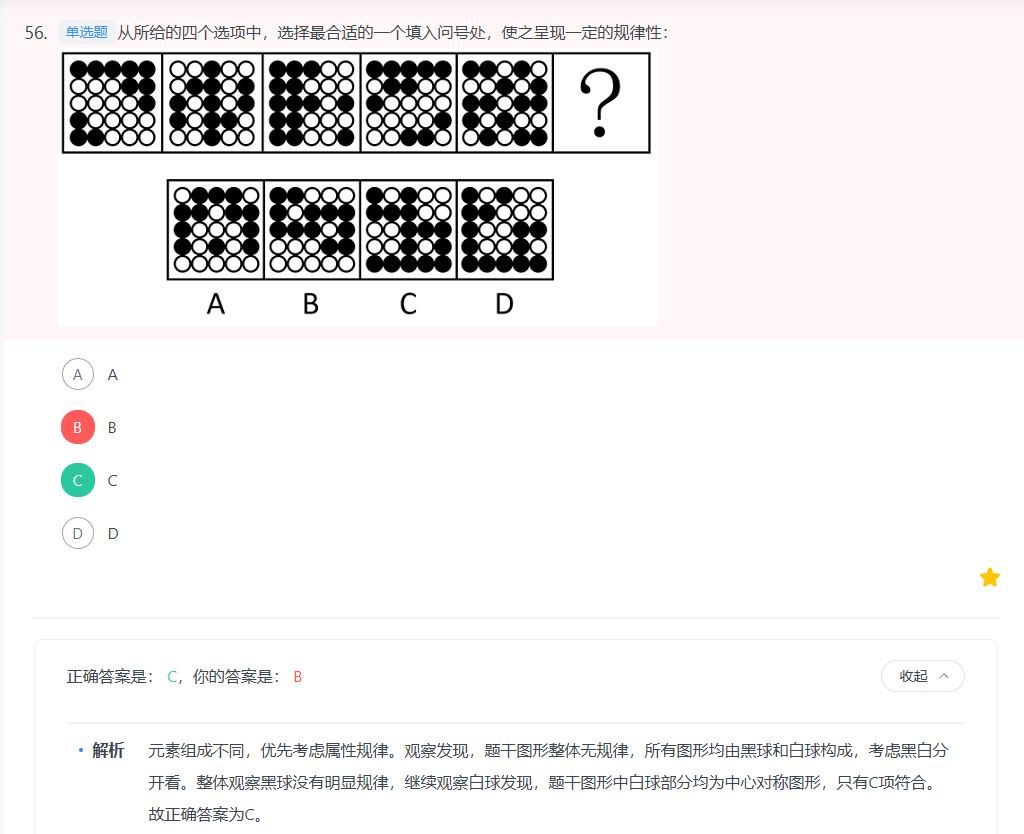 56. 单选题 从所给的四个选项中，选择最合适的一个填入问号处，使之呈现一定的规律性：
?
A B C D
A A
B B
C C
D D
正确答案是： C，你的答案是： B 收起
解析 元素组成不同，优先考虑属性规律。观察发现，题干图形整体无规律，所有图形均由黑球和白球构成，考虑黑白分
开看。整体观察黑球没有明显规律，继续观察白球发现，题干图形中白球部分均为中心对称图形，只有C项符合。
故正确答案为C。